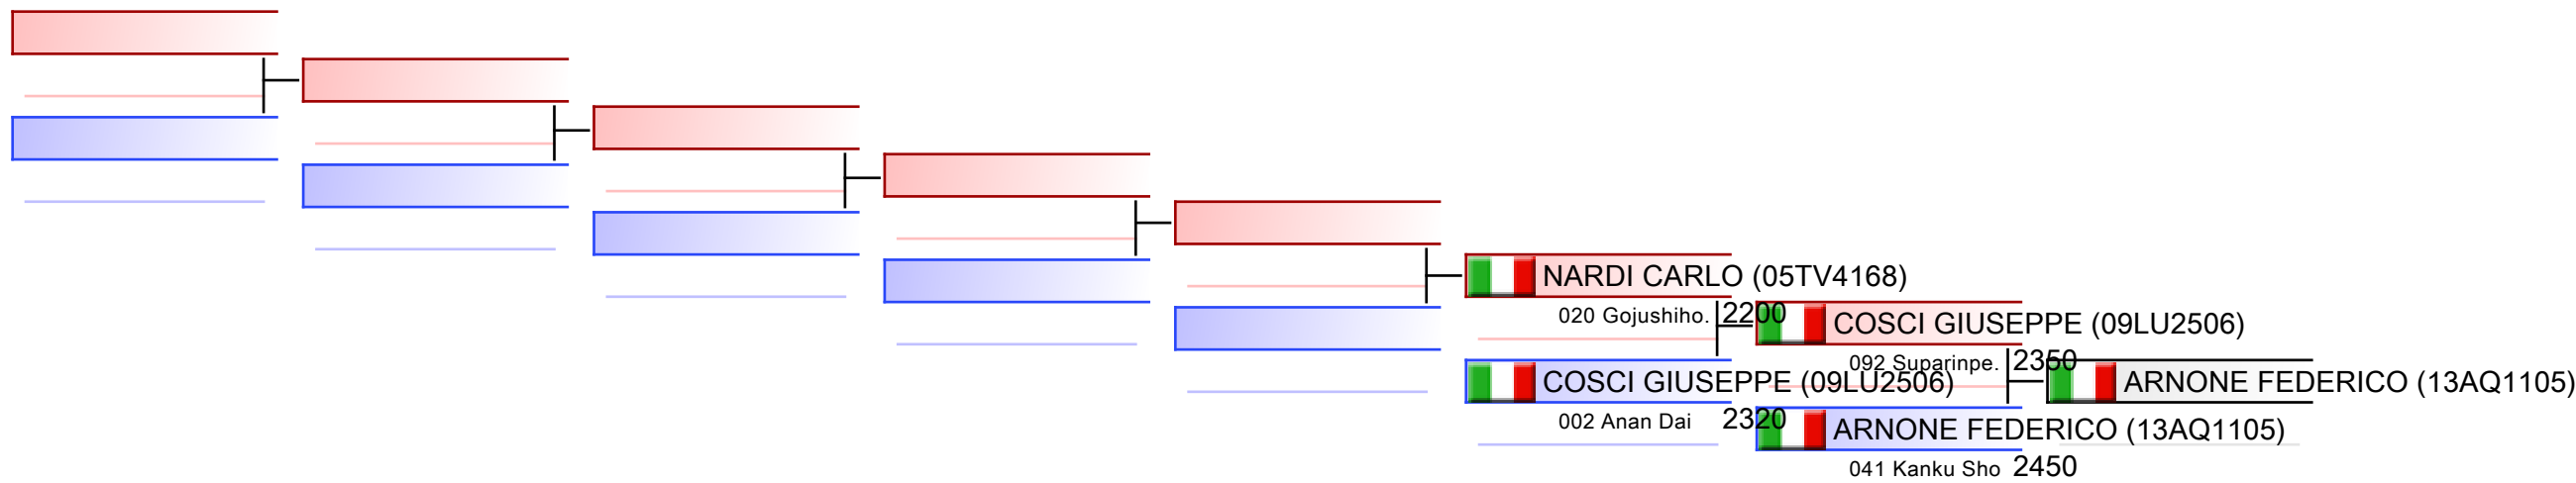 NARDI CARLO (05TV4168)
020 Gojushiho. 2200
COSCI GIUSEPPE (09LU2506)
092 Suparinpe. 2350
COSCI GIUSEPPE (09LU2506)
ARNONE FEDERICO (13AQ1105)
002 Anan Dai 2320
ARNONE FEDERICO (13AQ1105)
041 Kanku Sho 2450